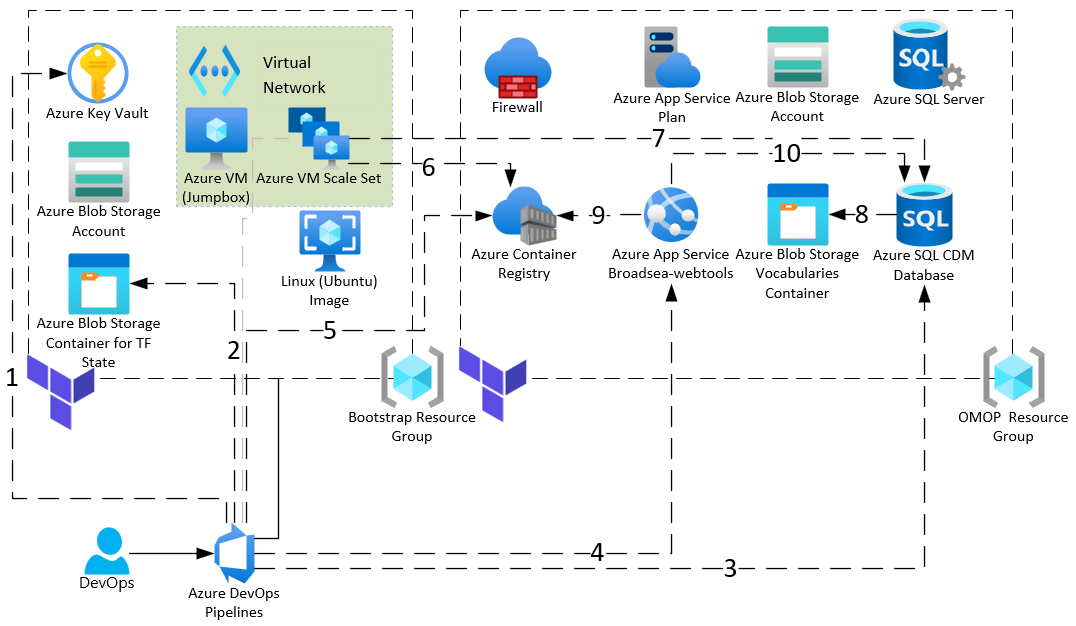 Azure Key Vault
Virtual
Network
Azure VM
(Jumpbox)
Azure VM Scale Set
Azure Blob Storage
Account
Linux (Ubuntu)
Image
Azure Blob Storage
Container for TF
State
Bootstrap Resource
Group
Firewall
Azure App Service
Plan
Azure Blob Storage
Account
Azure SQL Server
7
10
6
9
8
Azure Container
Registry
Azure App Service
Broadsea-webtools
Azure Blob Storage
Vocabularies
Container
Azure SQL CDM
Database
SQL
SQL
5
2
1
OMOP  Resource
Group
4
3
DevOps
Azure DevOps
Pipelines